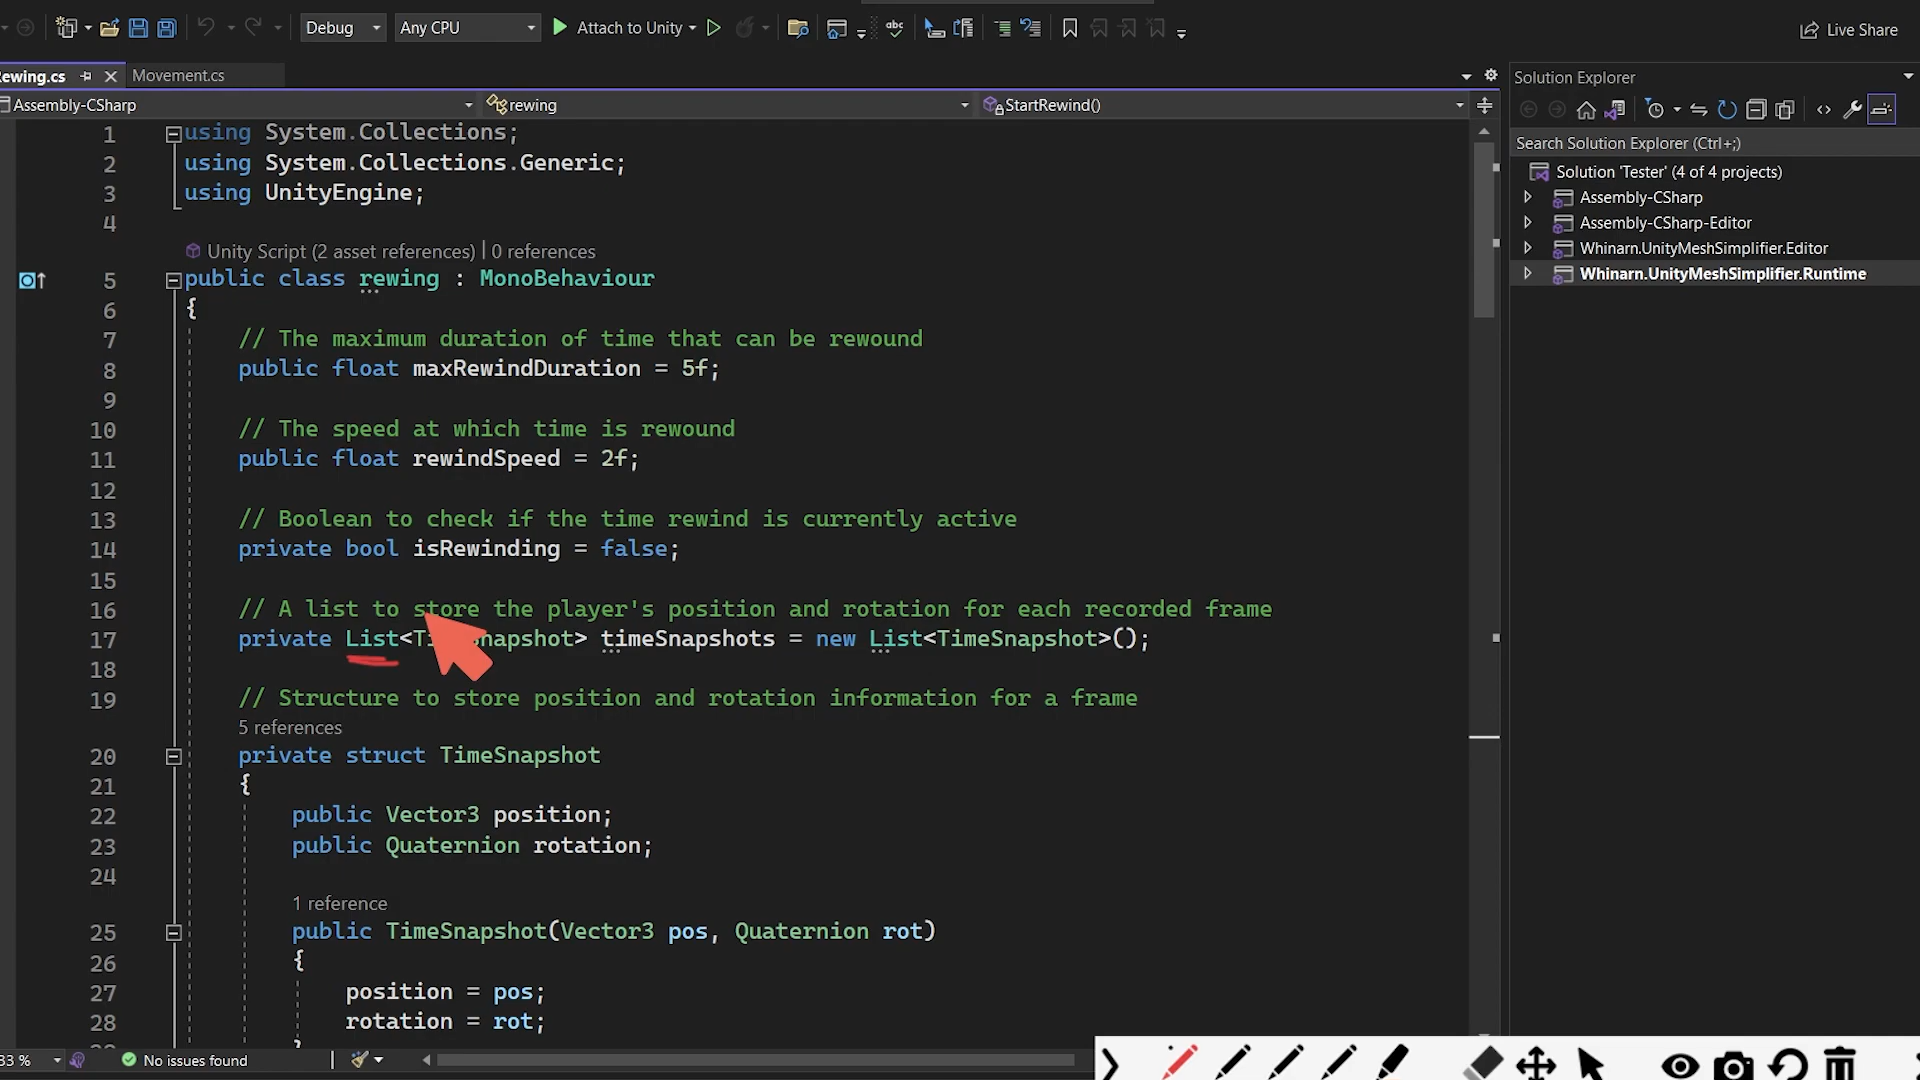 Debug
Any CPU
Attach to Unity
abc
Live Share
ewing.cs
Movement.cs
Assembly-CSharp
rewing
StartRewind()
1 using System.Collections;
2 using System.Collections.Generic;
3 using UnityEngine;
4
Unity Script (2 asset references) | 0 references
5 public class rewing : MonoBehaviour
6 {
7 // The maximum duration of time that can be rewound
8 public float maxRewindDuration = 5f;
9
10 // The speed at which time is rewound
11 public float rewindSpeed = 2f;
12
13 // Boolean to check if the time rewind is currently active
14 private bool isRewinding = false;
15
16 // A list to store the player's position and rotation for each recorded frame
17 private List<TimeSnapshot> timeSnapshots = new List<TimeSnapshot>();
18
19 // Structure to store position and rotation information for a frame
5 references
20 private struct TimeSnapshot
21 {
22 public Vector3 position;
23 public Quaternion rotation;
24
1 reference
25 public TimeSnapshot(Vector3 pos, Quaternion rot)
26 {
27 position = pos;
28 rotation = rot;
33 %
No issues found
Solution Explorer
Search Solution Explorer (Ctrl+;)
Solution 'Tester' (4 of 4 projects)
Assembly-CSharp
Assembly-CSharp-Editor
Whinarn.UnityMeshSimplifier.Editor
Whinarn.UnityMeshSimplifier.Runtime